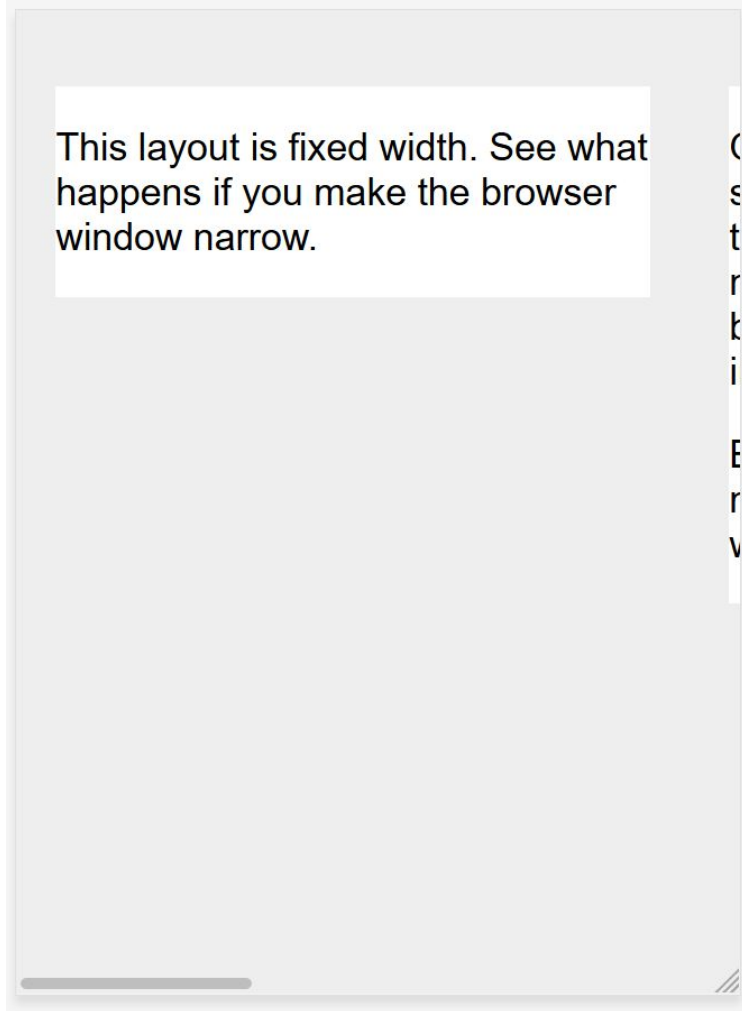 This layout is fixed width. See what
happens if you make the browser
window narrow.